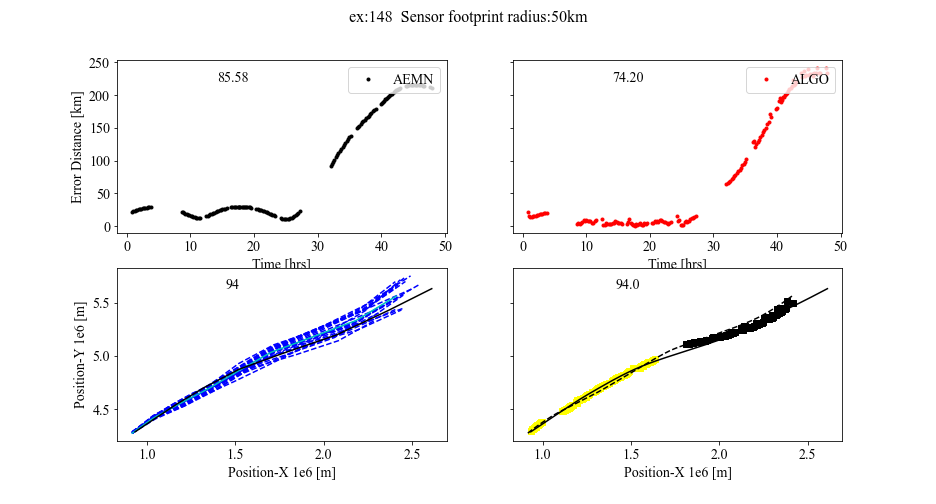 ex:148 Sensor footprint radius:50km
85.58
AEMN
250
200
150
100
50
0
Error Distance [km]
0 10 20 30 40 50
Time [hrs]
74.20
ALGO
0 10 20 30 40 50
Time [hrs]
94
5.5
5.0
4.5
Position-Y 1e6 [m]
1.0 1.5 2.0 2.5
Position-X 1e6 [m]
94.0
1.0 1.5 2.0 2.5
Position-X 1e6 [m]